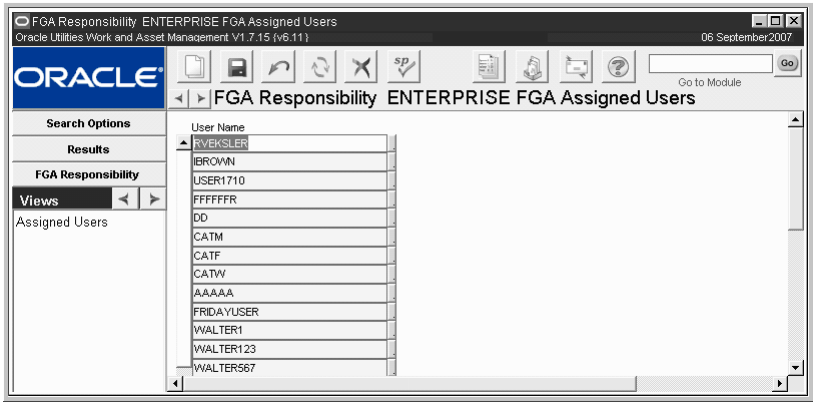 FGA Responsibility ENTERPRISE FGA Assigned Users
Oracle Utilities Work and Asset Management V1.7.15 {v6.11}
06 September2007
ORACLE
sp
Go
Go to Module
FGA Responsibility ENTERPRISE FGA Assigned Users
Search Options
Results
FGA Responsibility
Views
Assigned Users
User Name
RVEKSLER
IBROWN
USER1710
FFFFFFR
DD
CATM
CATF
CATW
AAAAA
FRIDAYUSER
WALTER1
WALTER123
WALTER567